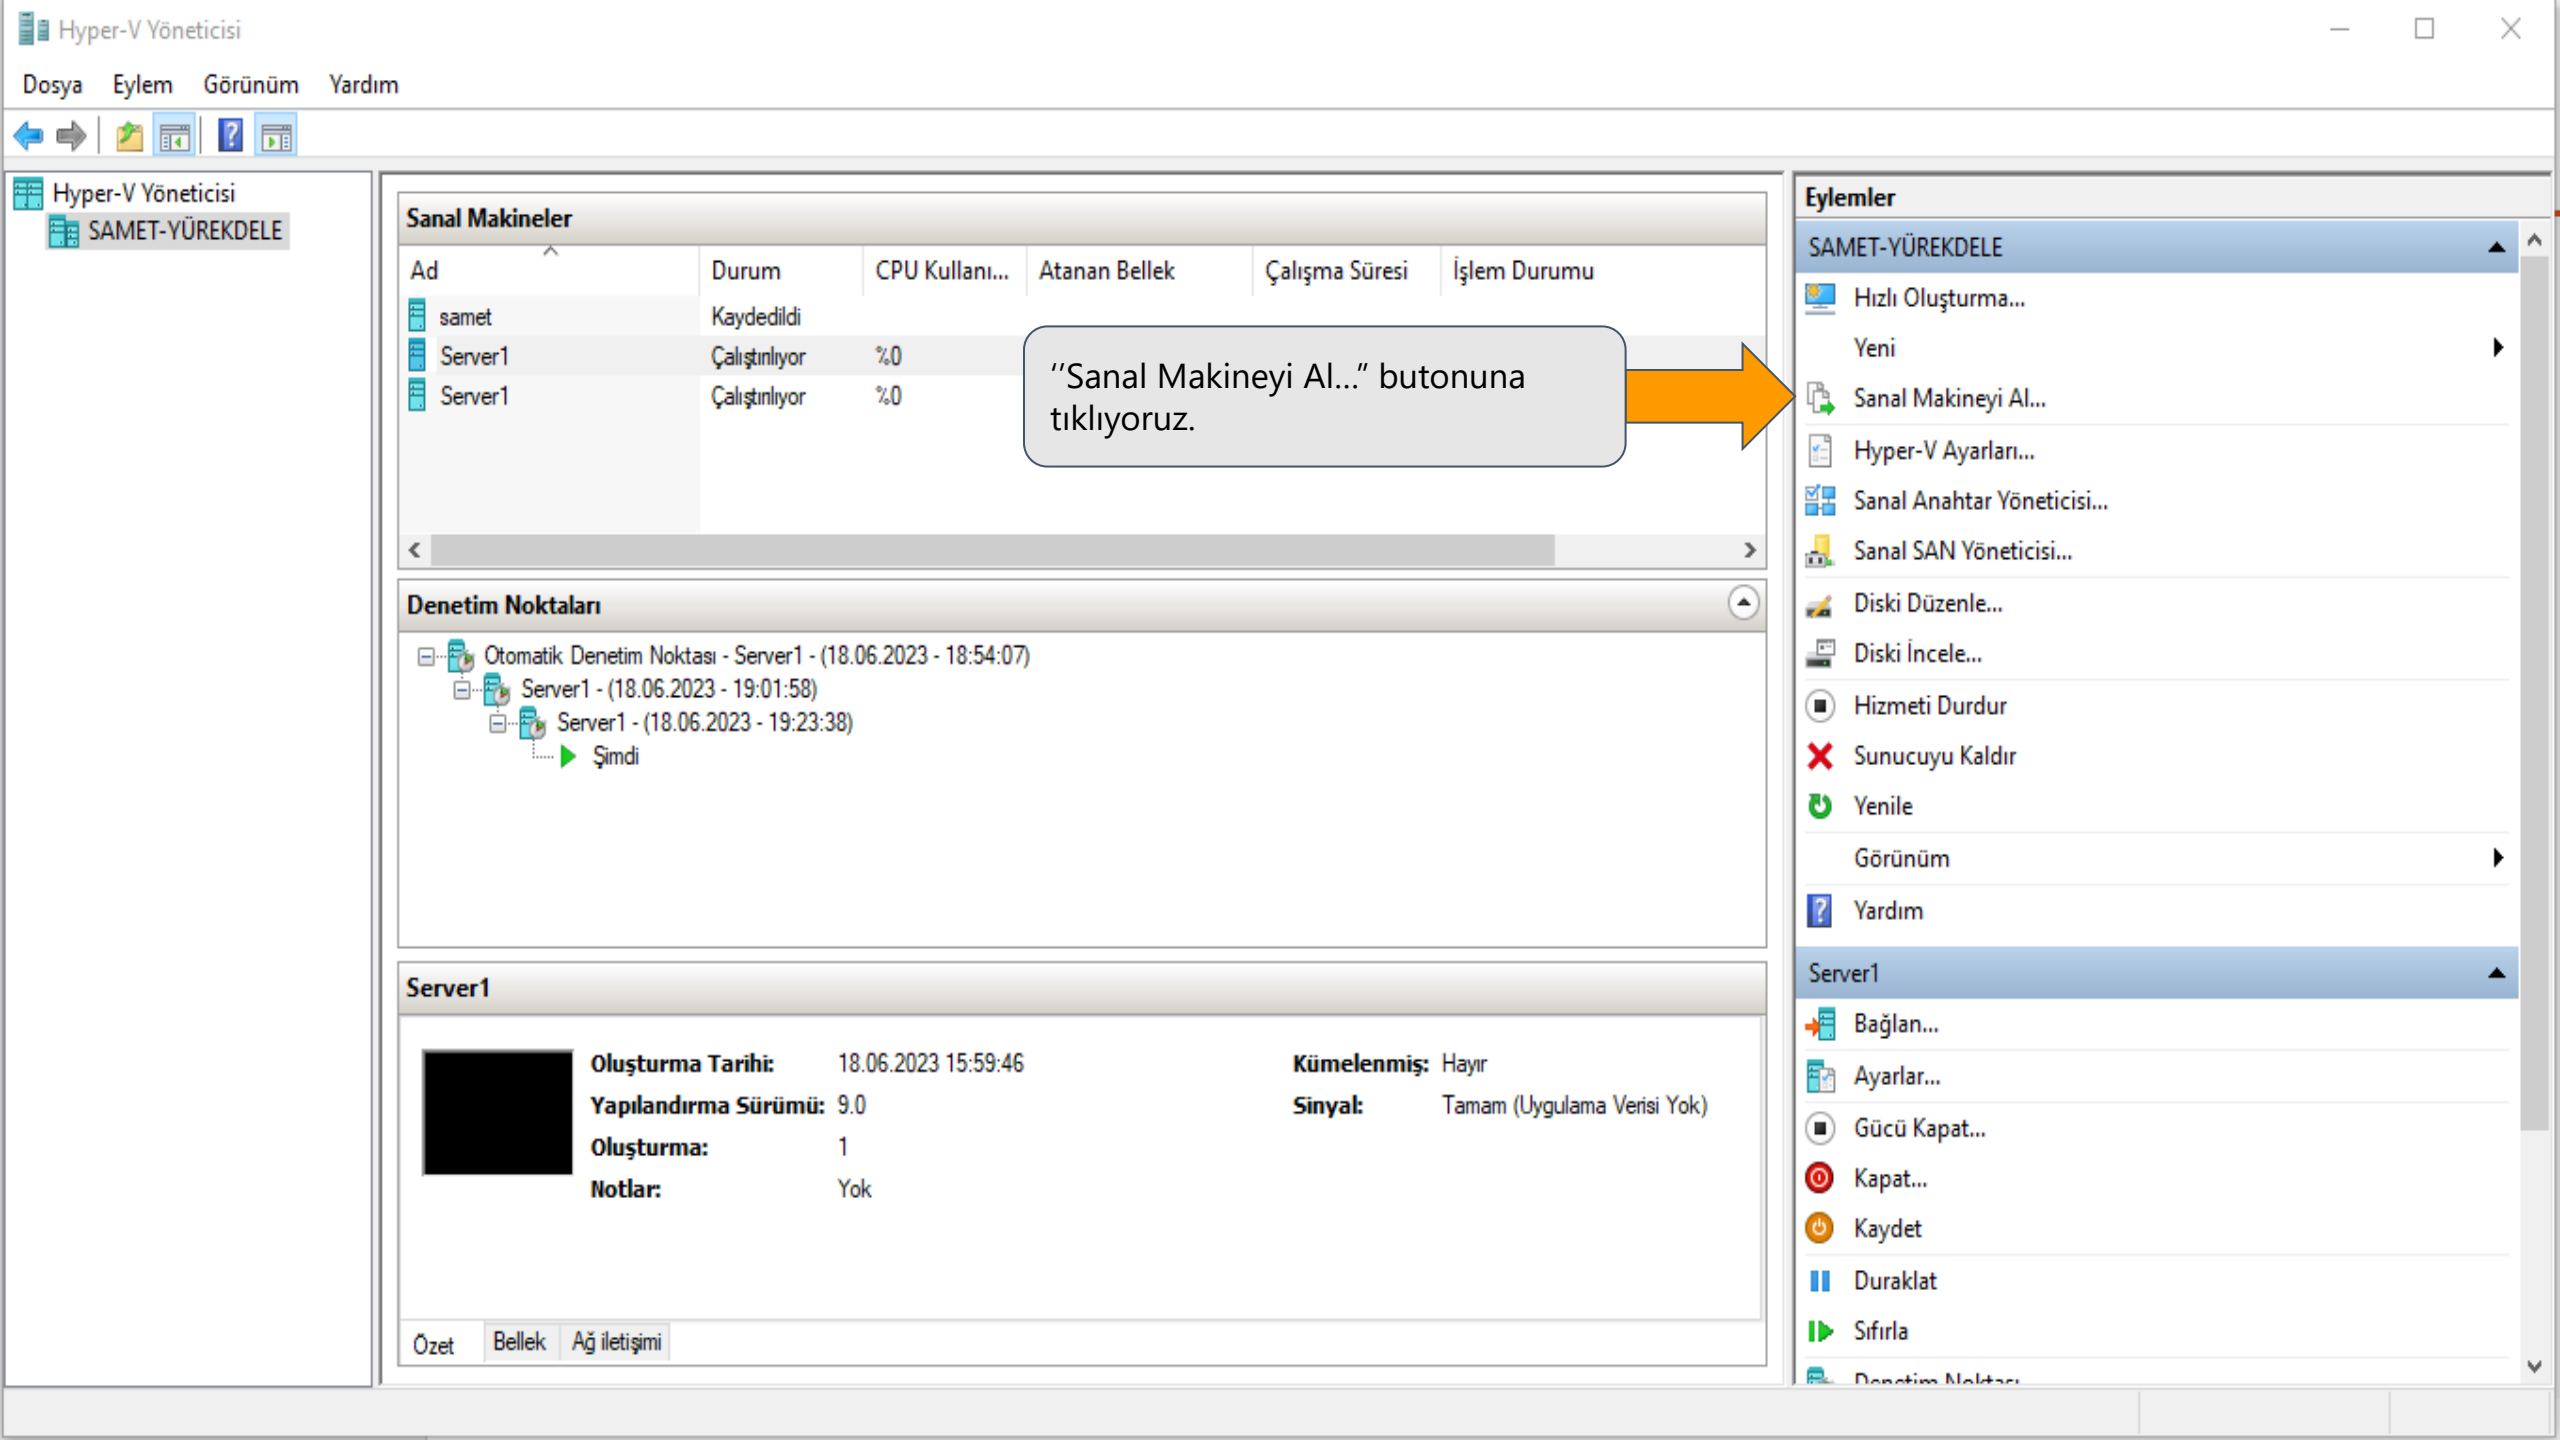 Hyper-V Yöneticisi
Dosya Eylem Görünüm Yardım
Hyper-V Yöneticisi
SAMET-YÜREKDELE
Sanal Makineler
Ad Durum CPU Kullanı... Atanan Bellek Çalışma Süresi İşlem Durumu
samet Kaydedildi
Server1 Çalıştırılıyor %0
Server1 Çalıştırılıyor %0
‘’Sanal Makineyi Al…” butonuna
tıklıyoruz.
Denetim Noktaları
Otomatik Denetim Noktası - Server1 - (18.06.2023 - 18:54:07)
Server1 - (18.06.2023 - 19:01:58)
Server1 - (18.06.2023 - 19:23:38)
Şimdi
Server1
Oluşturma Tarihi: 18.06.2023 15:59:46 Kümelenmiş: Hayır
Yapılandırma Sürümü: 9.0 Sinyal: Tamam (Uygulama Verisi Yok)
Oluşturma: 1
Notlar: Yok
Özet Bellek Ağ iletişimi
Eylemler
SAMET-YÜREKDELE
Hızlı Oluşturma...
Yeni
Sanal Makineyi Al...
Hyper-V Ayarları...
Sanal Anahtar Yöneticisi...
Sanal SAN Yöneticisi...
Diski Düzenle...
Diski İncele...
Hizmeti Durdur
Sunucuyu Kaldır
Yenile
Görünüm
Yardım
Server1
Bağlan...
Ayarlar...
Gücü Kapat...
Kapat...
Kaydet
Duraklat
Sıfırla
Denetim Noktası